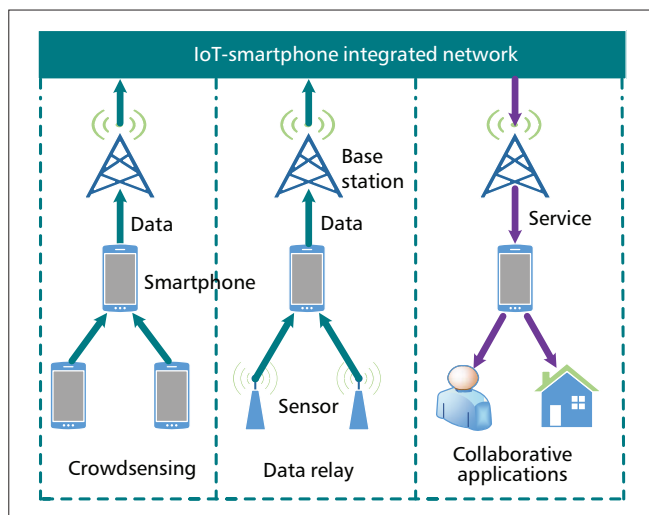 IoT-smartphone integrated network
Base
station
Data
Data
Service
Smartphone
Sensor
Crowdsensing
Data relay
Collaborative
applications